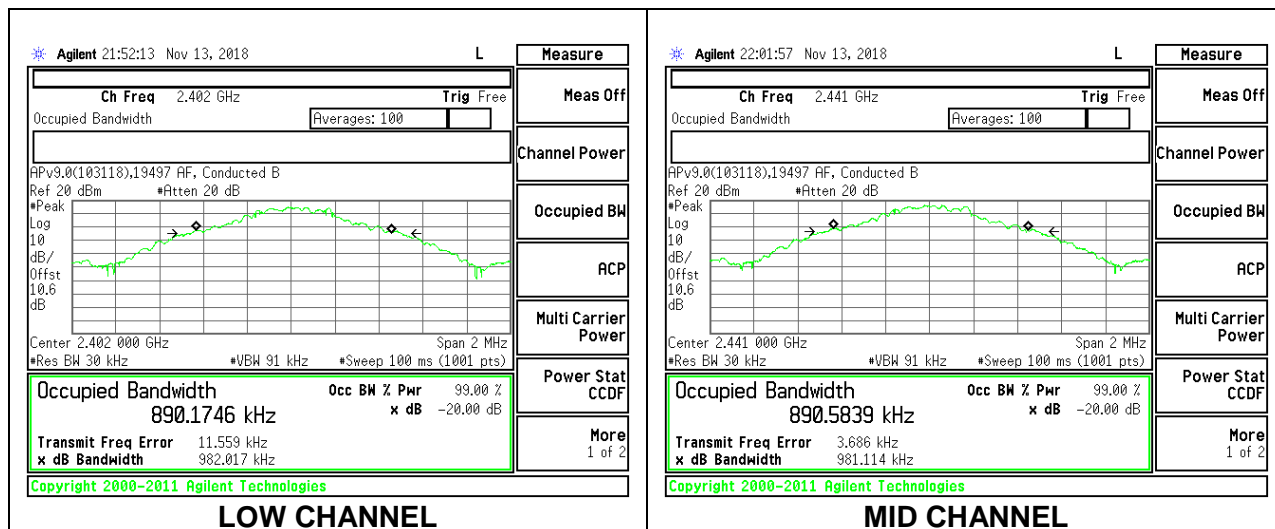 Agilent 21:52:13 Nov 13, 2018 L
Measure
Ch Freq 2.402 GHz Trig Free
Occupied Bandwidth Averages: 100
APv9.0(103118),19497 AF, Conducted B
Ref 20 dBm #Atten 20 dB
#Peak
Log
10
dB/
Offst
10.6
dB
Center 2.402 000 GHz Span 2 MHz
#Res BW 30 kHz #VBW 91 kHz #Sweep 100 ms (1001 pts)
Occupied Bandwidth
890.1746 kHz
Occ BW % Pwr 99.00 %
x dB -20.00 dB
Transmit Freq Error 11.559 kHz
x dB Bandwidth 982.017 kHz
Copyright 2000-2011 Agilent Technologies
Meas Off
Channel Power
Occupied BW
ACP
Multi Carrier
Power
Power Stat
CCDF
More
1 of 2
LOW CHANNEL
Agilent 22:01:57 Nov 13, 2018 L
Measure
Ch Freq 2.441 GHz Trig Free
Occupied Bandwidth Averages: 100
APv9.0(103118),19497 AF, Conducted B
Ref 20 dBm #Atten 20 dB
#Peak
Log
10
dB/
Offst
10.6
dB
Center 2.441 000 GHz Span 2 MHz
#Res BW 30 kHz #VBW 91 kHz #Sweep 100 ms (1001 pts)
Occupied Bandwidth
890.5839 kHz
Occ BW % Pwr 99.00 %
x dB -20.00 dB
Transmit Freq Error 3.686 kHz
x dB Bandwidth 981.114 kHz
Copyright 2000-2011 Agilent Technologies
Meas Off
Channel Power
Occupied BW
ACP
Multi Carrier
Power
Power Stat
CCDF
More
1 of 2
MID CHANNEL